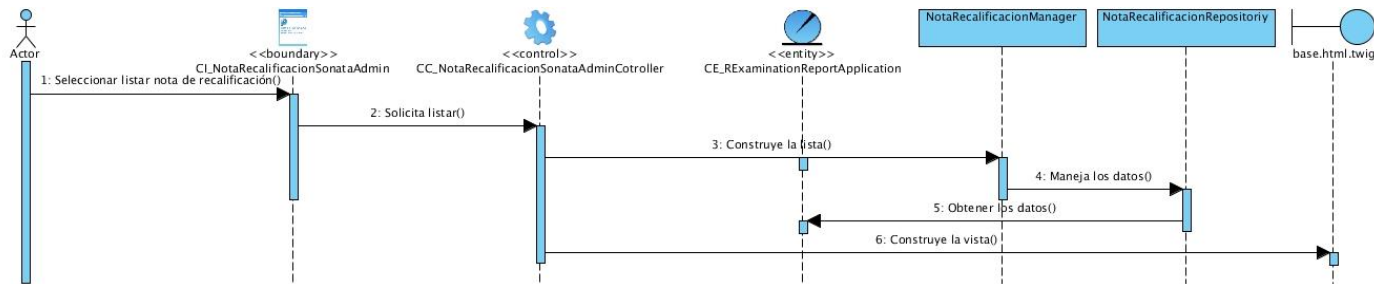 Actor
<<boundary>>
CI_NotaRecalificacionSonataAdmin
<<control>>
CC_NotaRecalificacionSonataAdminCotroller
<<entity>>
CE_RExaminationReportApplication
NotaRecalificacionManager
NotaRecalificacionRepositoriy
base.html.twig
1: Seleccionar listar nota de recalificación()
2: Solicita listar()
3: Construye la lista()
4: Maneja los datos()
5: Obtener los datos()
6: Construye la vista()